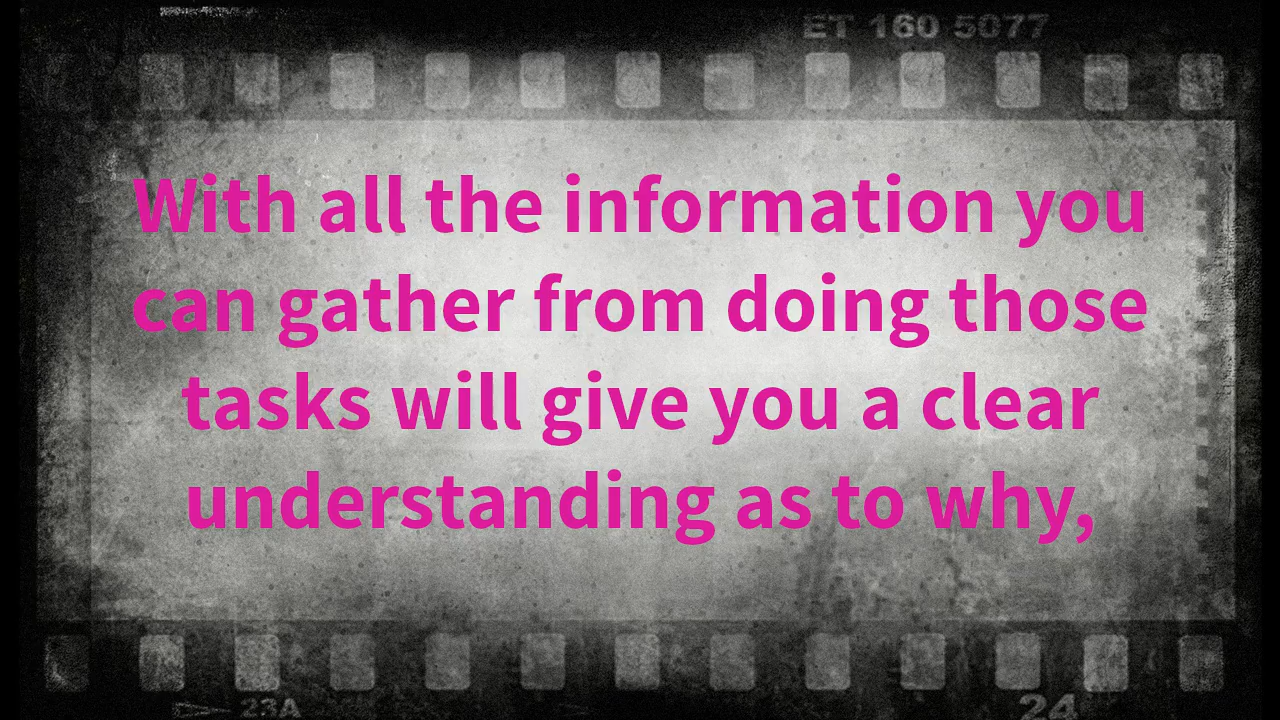 ET 160 5077
With all the information you
can gather from doing those
tasks will give you a clear
understanding as to why,
23A
24